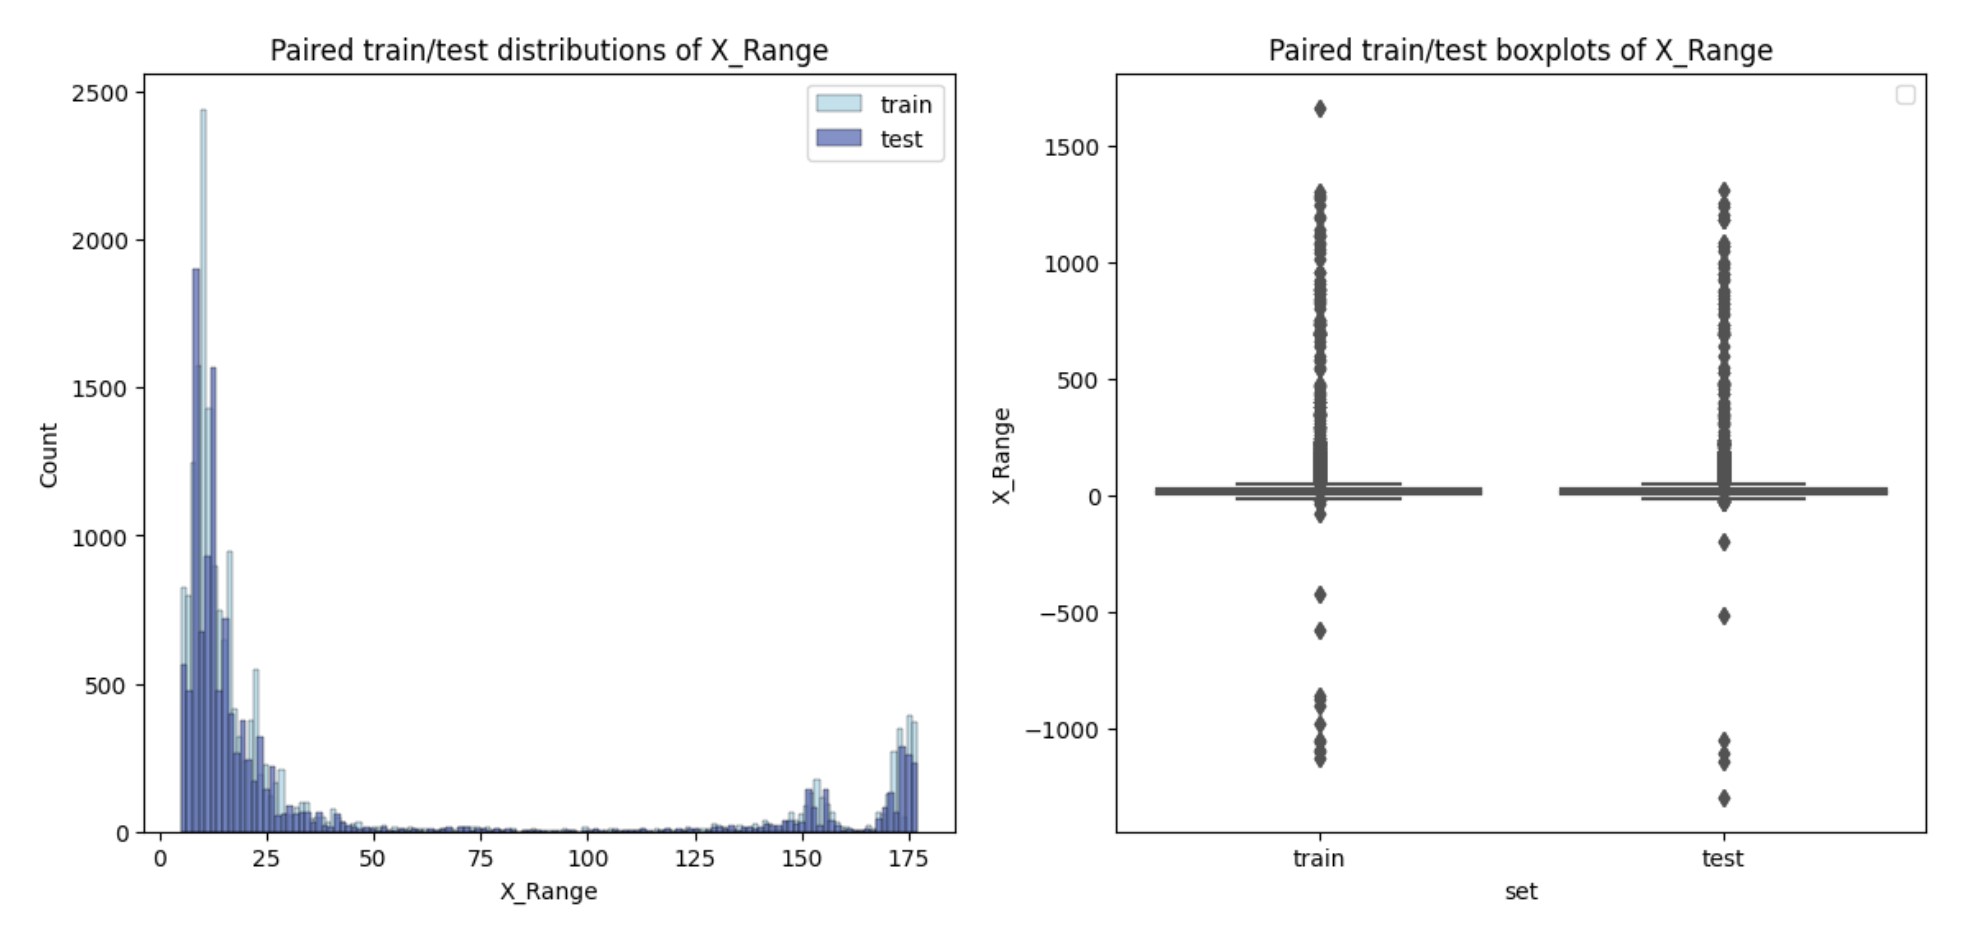 Paired train/test distributions of X_Range
2500
2000
1500
1000
500
0
Count
train
test
0 25 50 75 100 125 150 175
X_Range
Paired train/test boxplots of X_Range
1500
1000
500
0
−500
−1000
X_Range
train test
set